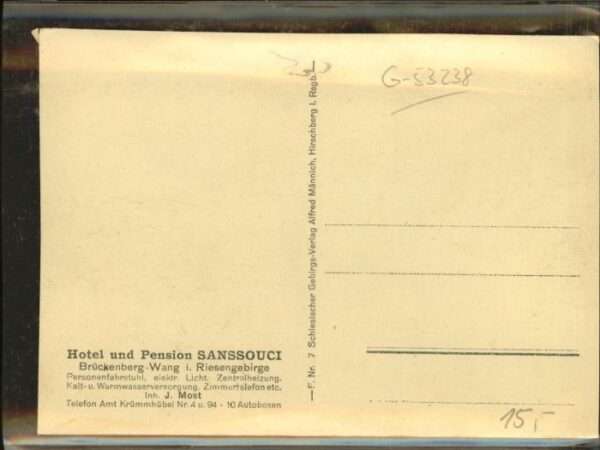 G-53238
—F. Nr. 7 Schlesischer Gebirgs-Verlag Alfred Männich, Hirschberg i. Rsgb.—
Hotel und Pension SANSSOUCI
Brückenberg-Wang i. Riesengebirge
Personenfahrstuhl, elektr. Licht, Zentralheizung,
Kalt- u. Warmwasserversorgung, Zimmertelefon etc.
Inh. J. Most
Telefon Amt Krümmhübel Nr. 4 u. 94 - 10 Autoboxen
15,-